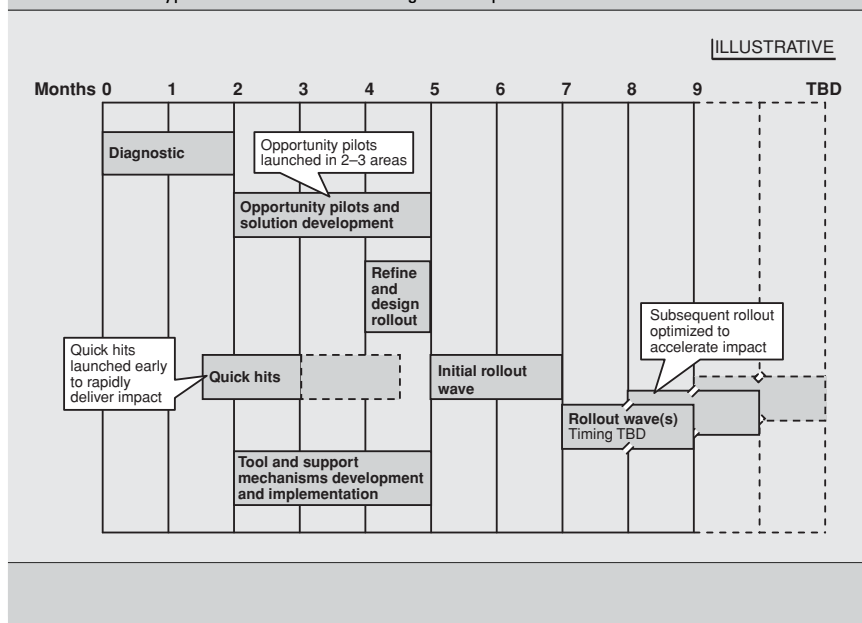 ILLUSTRATIVE
Months 0 1 2 3 4 5 6 7 8 9 TBD
Diagnostic
Opportunity pilots
launched in 2–3 areas
Opportunity pilots and
solution development
Refine
and
design
rollout
Subsequent rollout
optimized to
accelerate impact
Quick hits
launched early
to rapidly
deliver impact
Quick hits
Initial rollout
wave
Rollout wave(s)
Timing TBD
Tool and support
mechanisms development
and implementation